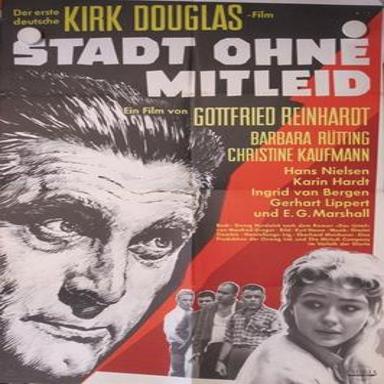 Der erste
deutsche
KIRK DOUGLAS
-Film
STADT OHNE
MITLEID
Ein Film von GOTTFRIED REINHARDT
BARBARA RÜTTING
CHRISTINE KAUFMANN
Hans Nielsen
Karin Hardt
Ingrid van Bergen
Gerhart Lippert
und E.G. Marshall